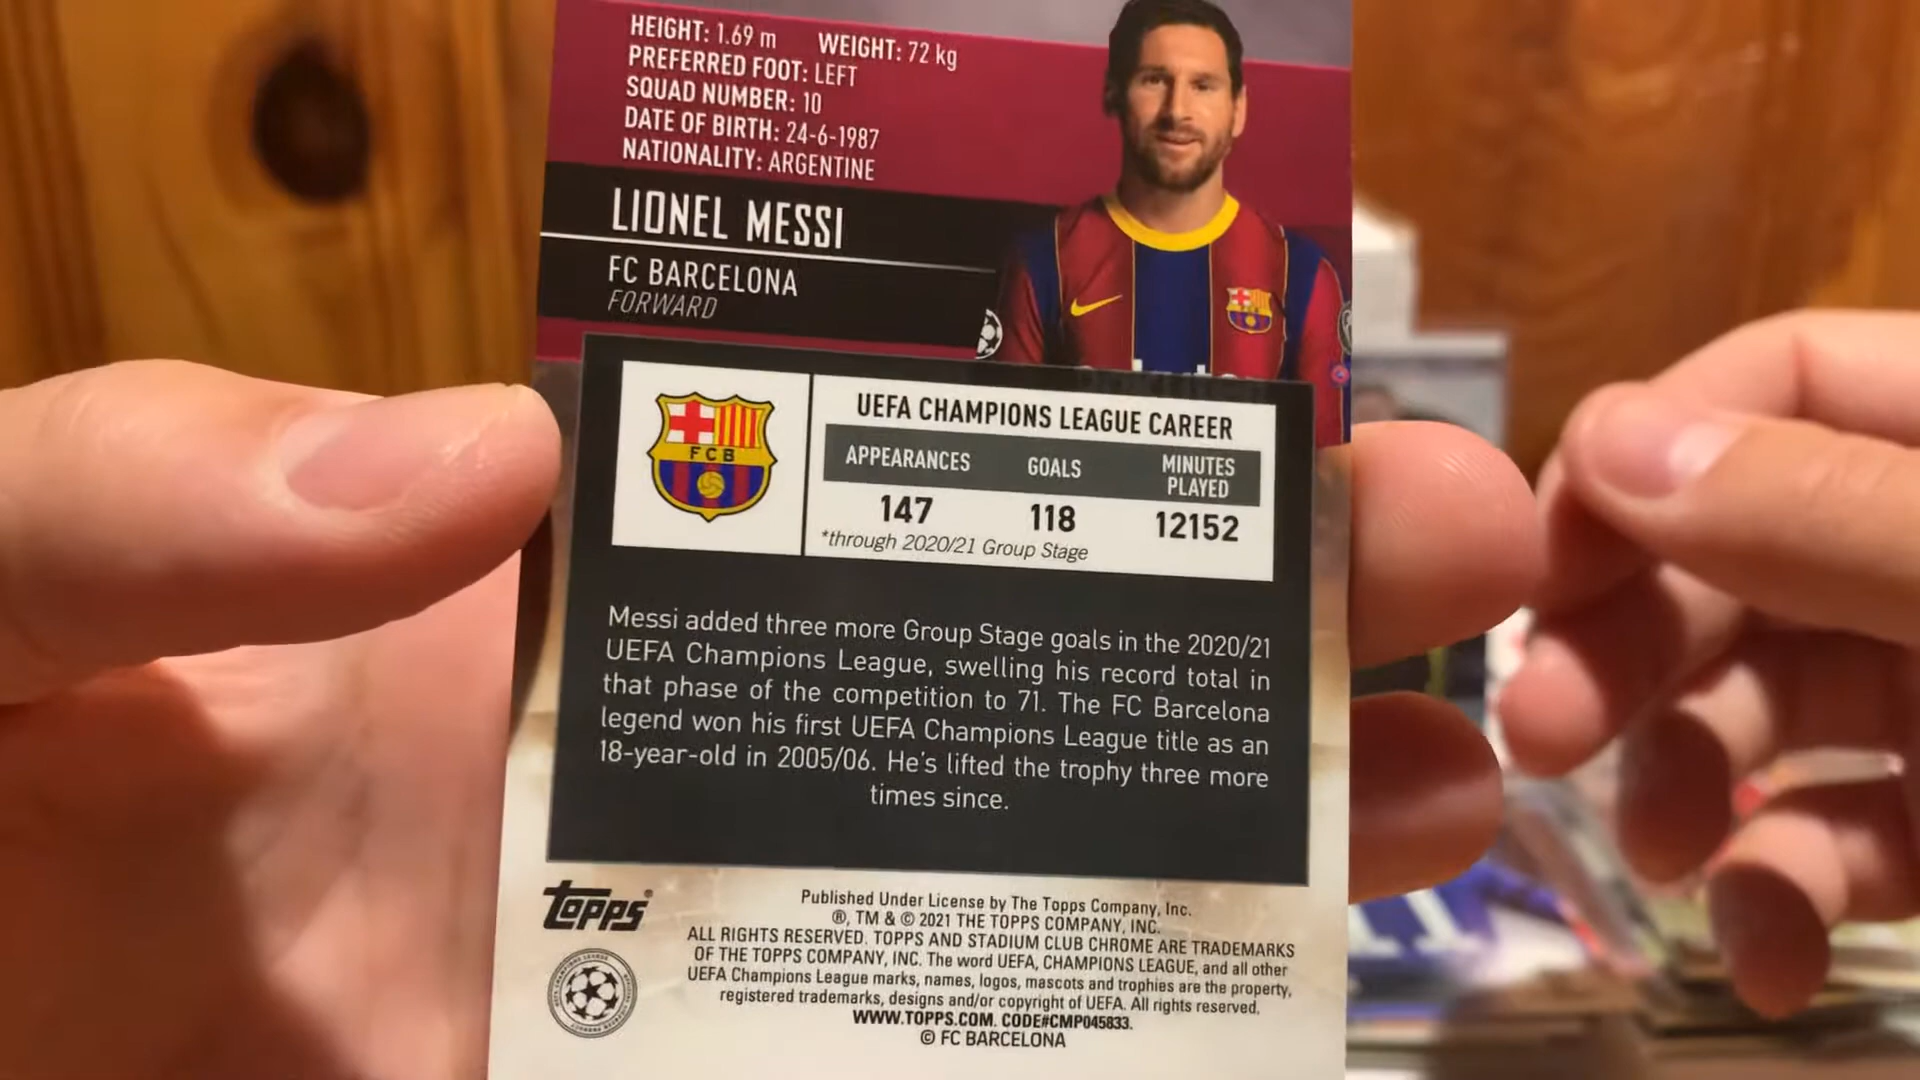 HEIGHT: 1.69 m WEIGHT: 72 kg
PREFERRED FOOT: LEFT
SQUAD NUMBER: 10
DATE OF BIRTH: 24-6-1987
NATIONALITY: ARGENTINE
LIONEL MESSI
FC BARCELONA
FORWARD
FCB
UEFA CHAMPIONS LEAGUE CAREER
APPEARANCES GOALS MINUTES PLAYED
147 118 12152
*through 2020/21 Group Stage
Messi added three more Group Stage goals in the 2020/21
UEFA Champions League, swelling his record total in
that phase of the competition to 71. The FC Barcelona
legend won his first UEFA Champions League title as an
18-year-old in 2005/06. He's lifted the trophy three more
times since.
Topps®
Published Under License by The Topps Company, Inc.
®, TM & © 2021 THE TOPPS COMPANY, INC.
ALL RIGHTS RESERVED. TOPPS AND STADIUM CLUB CHROME ARE TRADEMARKS
OF THE TOPPS COMPANY, INC. The word UEFA, CHAMPIONS LEAGUE, and all other
UEFA Champions League marks, names, logos, mascots and trophies are the property,
registered trademarks, designs and/or copyright of UEFA. All rights reserved.
WWW.TOPPS.COM. CODE#CMP045833.
© FC BARCELONA